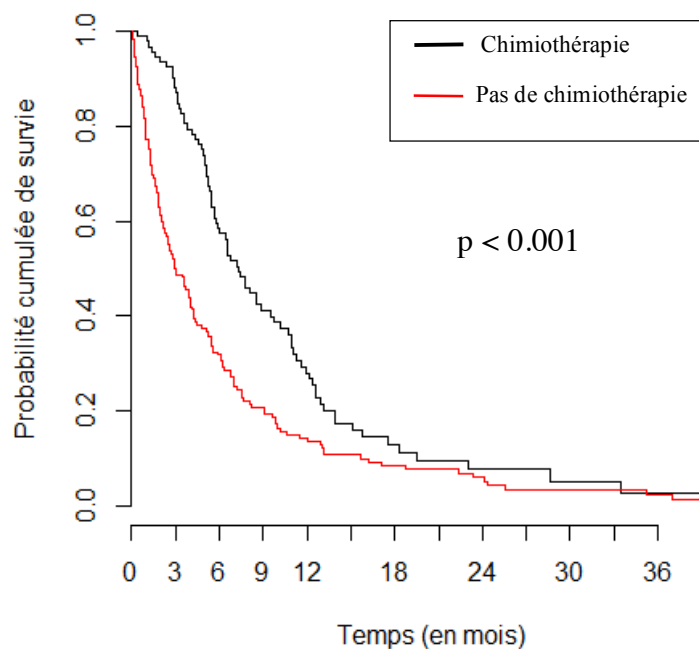 Chimiothérapie
Pas de chimiothérapie
p < 0.001
Probabilité cumulée de survie
1.0
0.8
0.6
0.4
0.2
0.0
0 3 6 9 12 18 24 30 36
Temps (en mois)